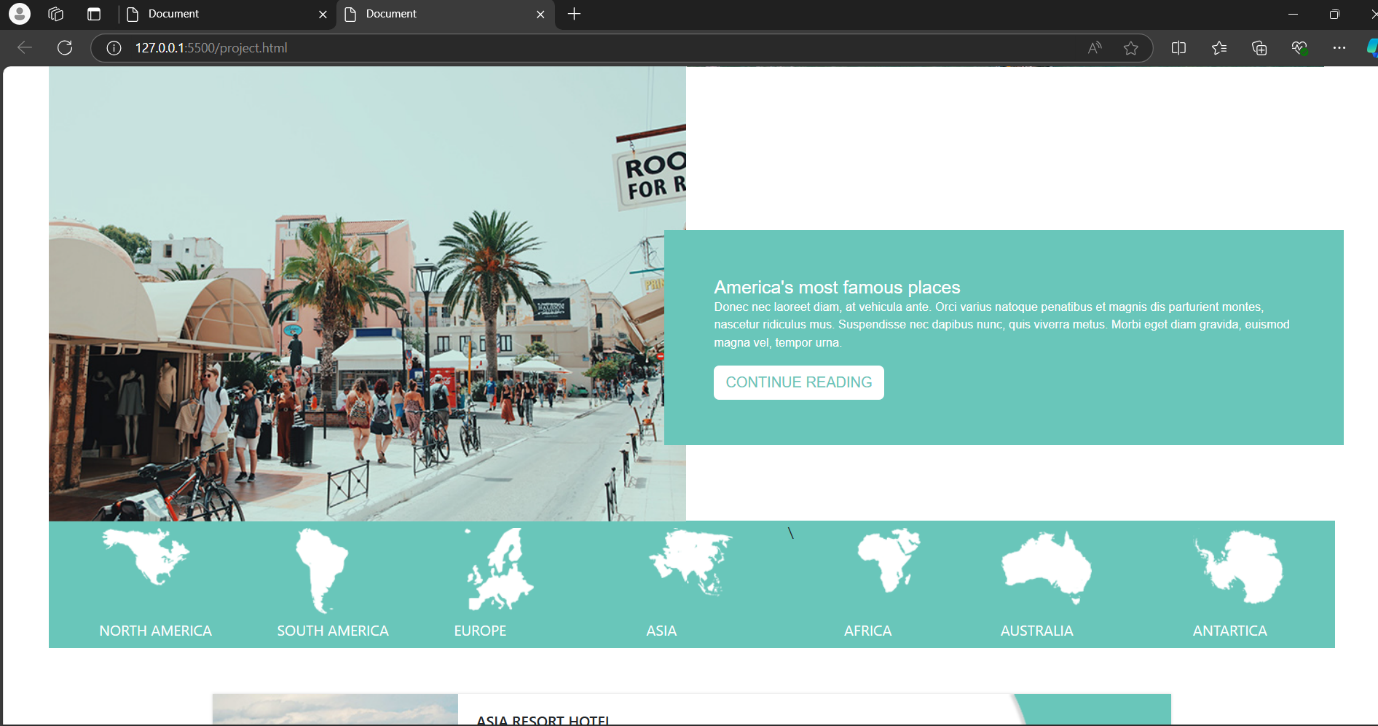 Document
Document
127.0.0.1:5500/project.html
ROO
FOR R
America's most famous places
Donec nec laoreet diam, at vehicula ante. Orci varius natoque penatibus et magnis dis parturient montes,
nascetur ridiculus mus. Suspendisse nec dapibus nunc, quis viverra metus. Morbi eget diam gravida, euismod
magna vel, tempor urna.
CONTINUE READING
\
NORTH AMERICA
SOUTH AMERICA
EUROPE
ASIA
AFRICA
AUSTRALIA
ANTARTICA
ASIA RESORT HOTEL